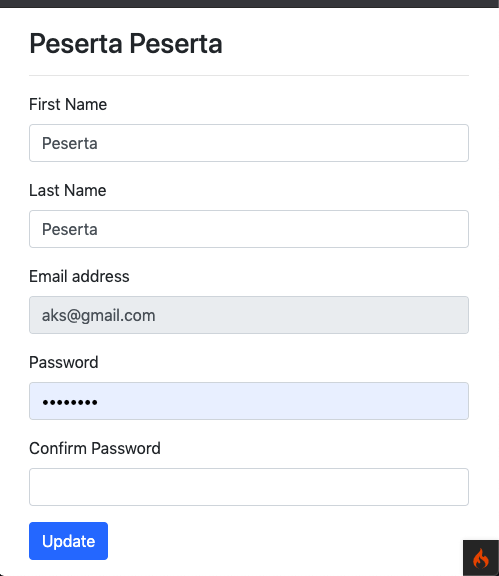 Peserta Peserta
First Name
Peserta
Last Name
Peserta
Email address
aks@gmail.com
Password
••••••••
Confirm Password
Update